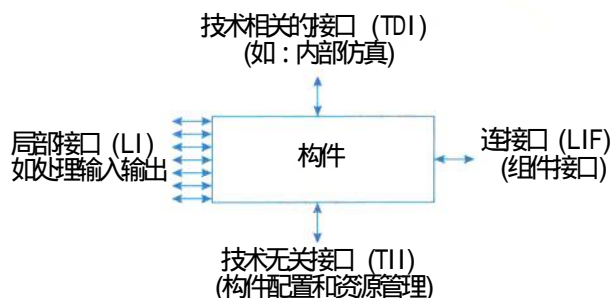 技术相关的接口 (TDI)
(如：内部仿真)
局部接口 (LI)
如处理输入输出
构件
连接口 (LIF)
(组件接口)
技术无关接口 (TII)
(构件配置和资源管理)